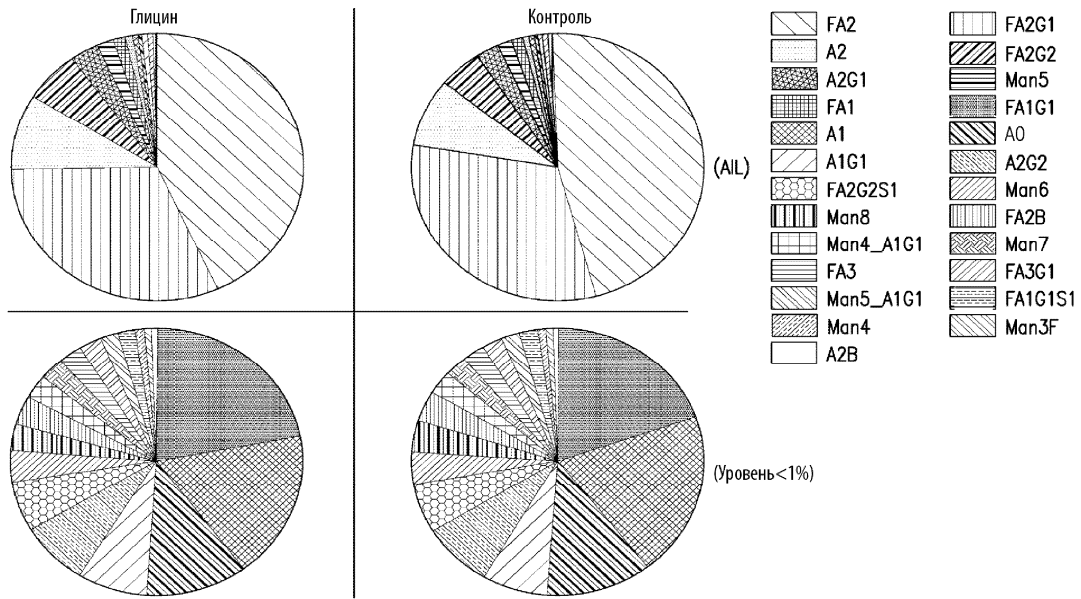 Глицин
Контроль
(AIL)
(Уровень<1%)
FA2
A2
A2G1
FA1
A1
A1G1
FA2G2S1
Man8
Man4_A1G1
FA3
Man5_A1G1
Man4
A2B
FA2G1
FA2G2
Man5
FA1G1
A0
A2G2
Man6
FA2B
Man7
FA3G1
FA1G1S1
Man3F